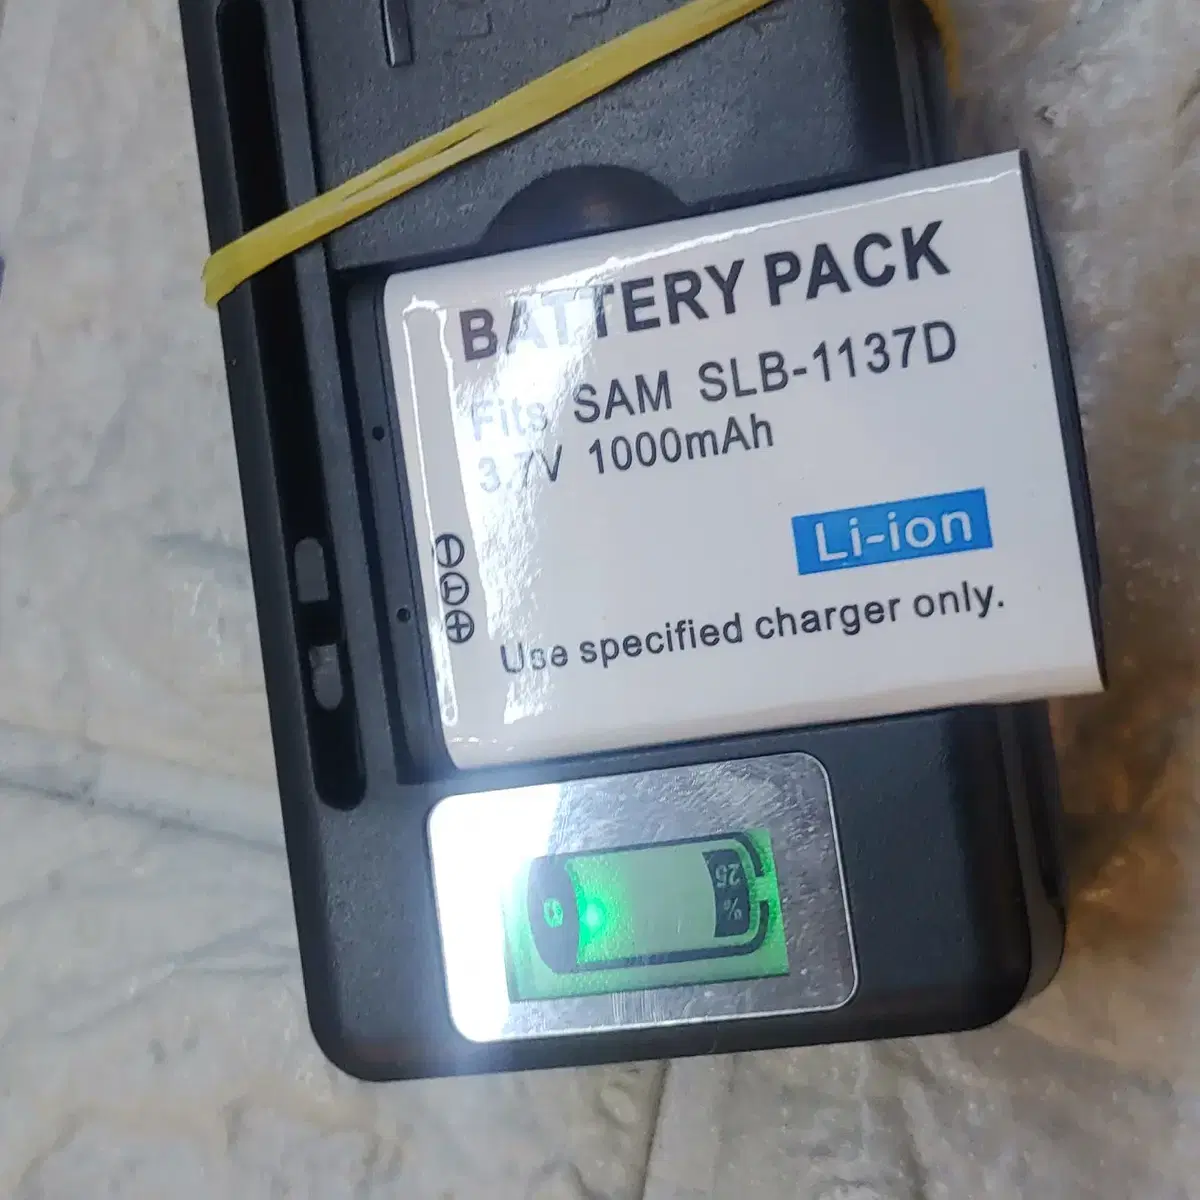 BATTERY PACK
Fits SAM SLB-1137D
3.7V 1000mAh
Li-ion
⊖
Ⓣ
⊕
Use specified charger only.
25
%